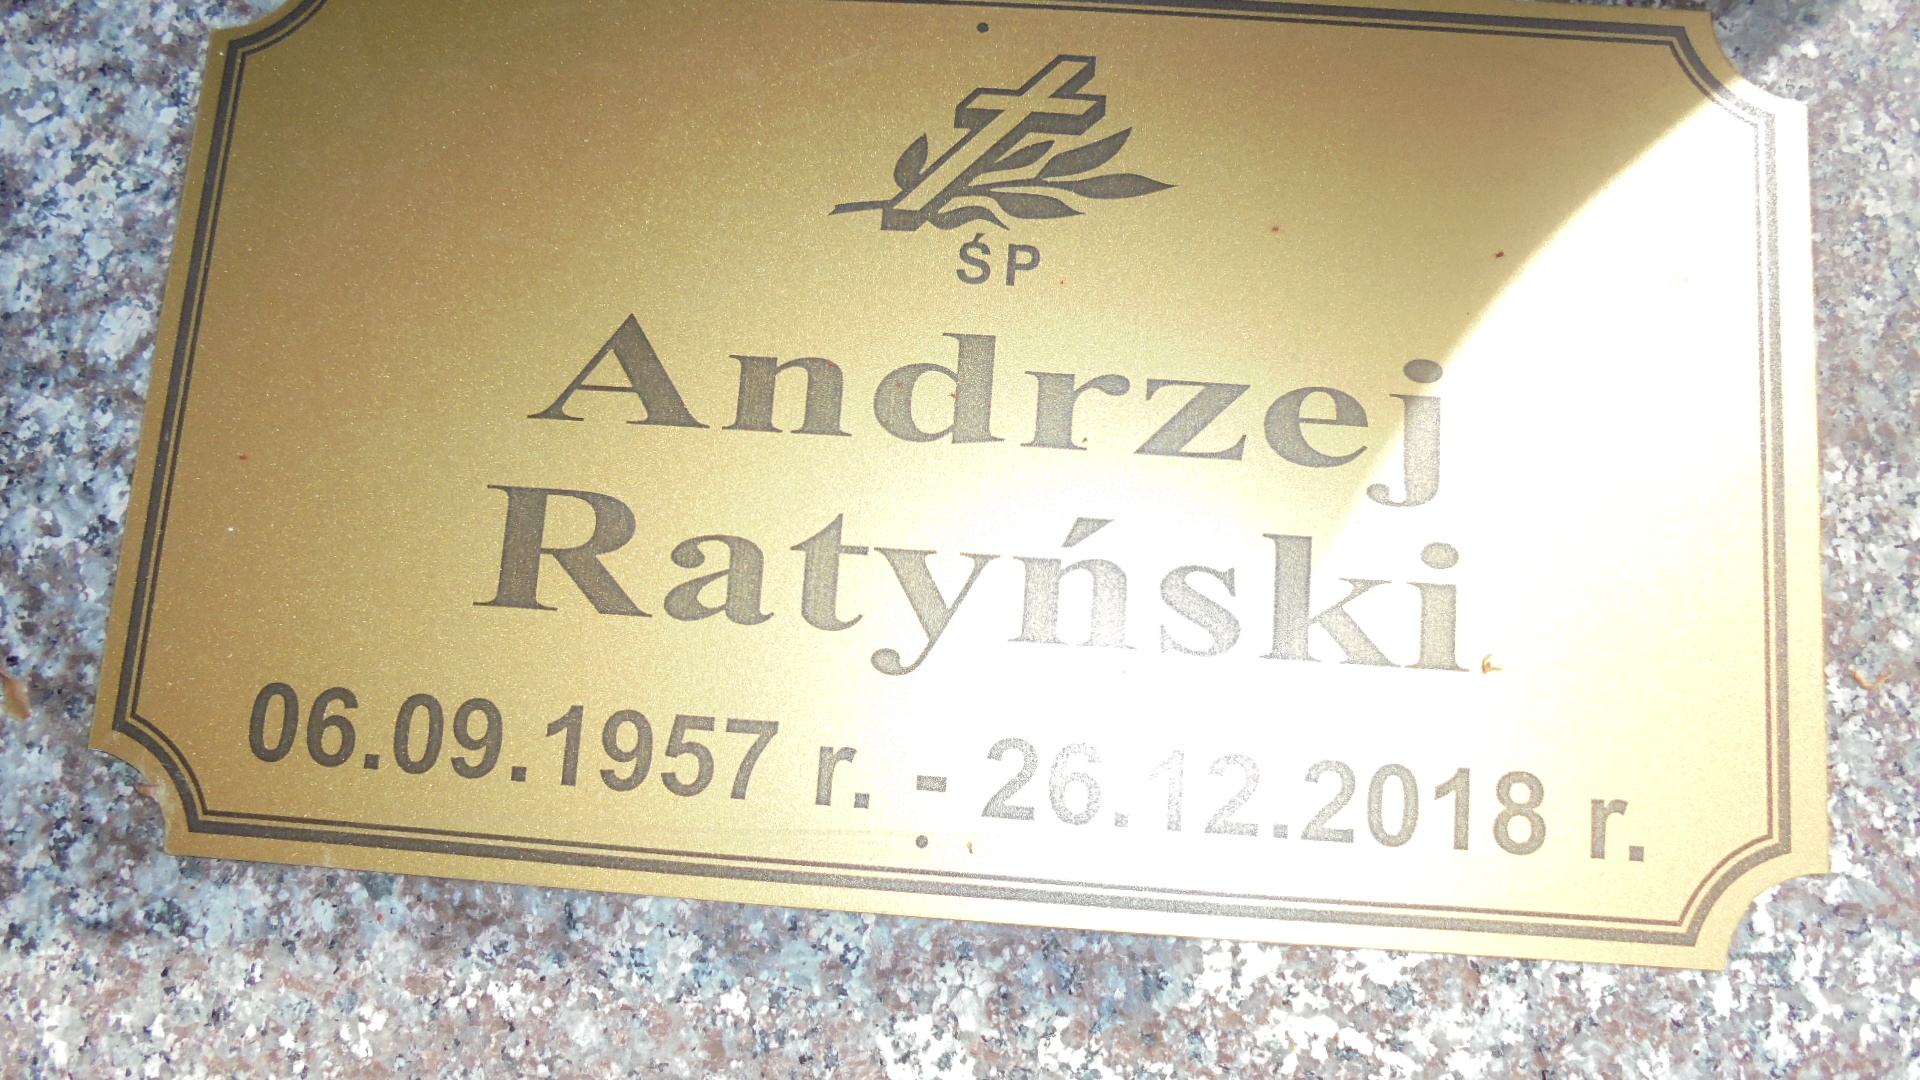 ŚP
Andrzej
Ratyński
06.09.1957 r. - 26.12.2018 r.